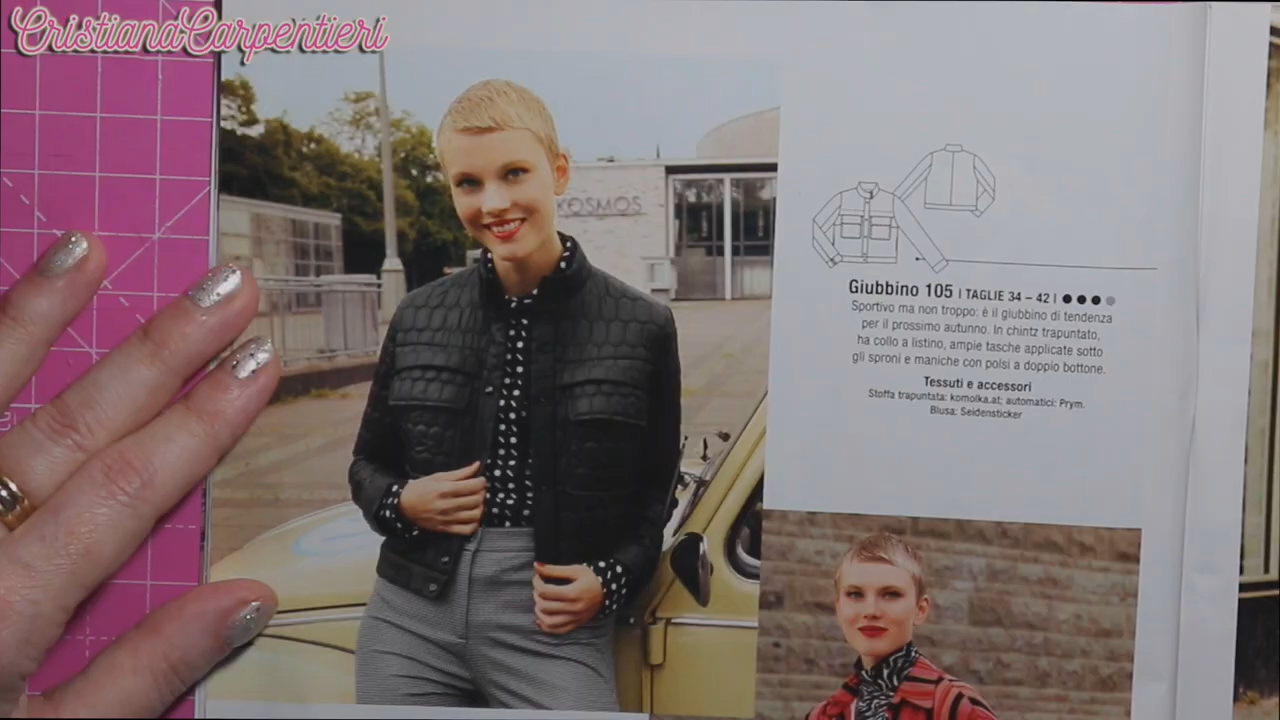 CristianaCarpentieri
KOSMOS
Giubbino 105 | TAGLIE 34 – 42 |
Sportivo ma non troppo: è il giubbino di tendenza
per il prossimo autunno. In chintz trapuntato,
ha collo a listino, ampie tasche applicate sotto
gli sproni e maniche con polsi a doppio bottone.
Tessuti e accessori
Stoffa trapuntata: komolka.at; automatici: Prym.
Blusa: Seidensticker